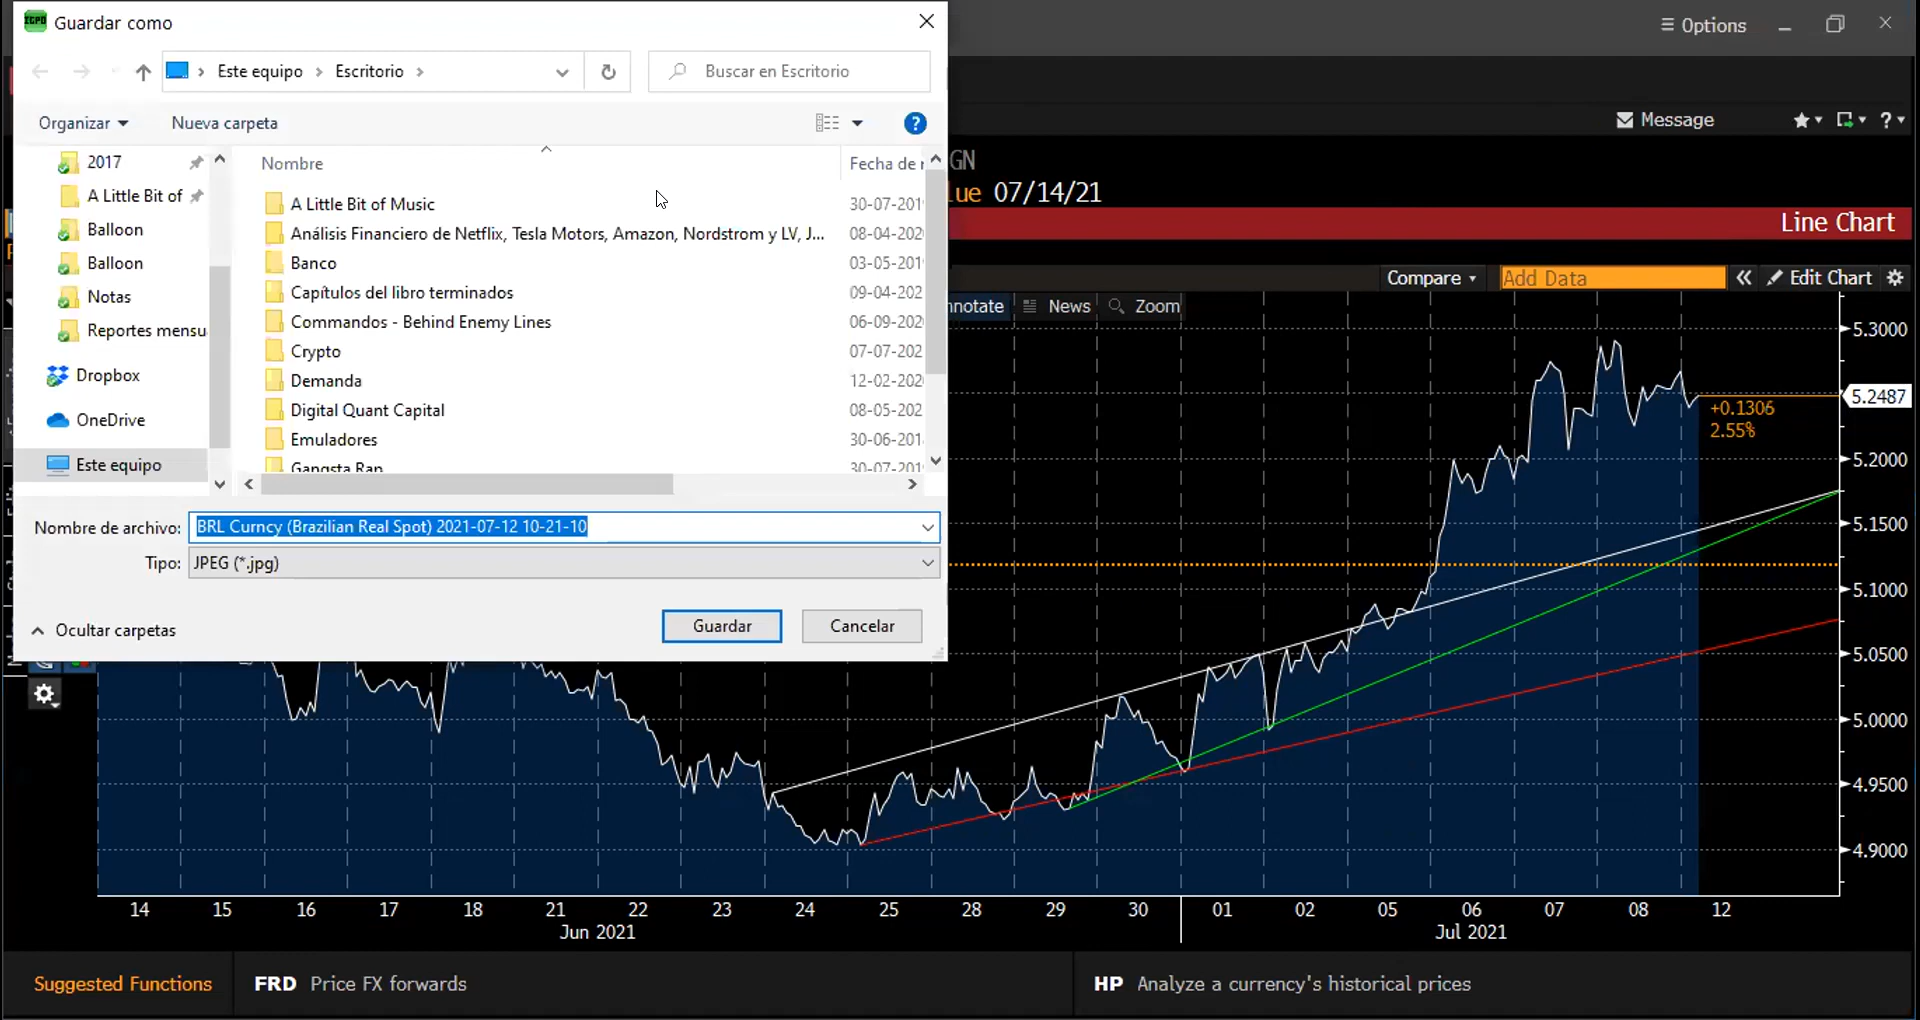 Guardar como
Options
Este equipo
Escritorio
Buscar en Escritorio
Organizar
Nueva carpeta
Message
GN
lue 07/14/21
Line Chart
2017
A Little Bit of
Balloon
Balloon
Notas
Reportes mensu
Dropbox
OneDrive
Este equipo
Nombre
Fecha de r
A Little Bit of Music 30-07-201
Análisis Financiero de Netflix, Tesla Motors, Amazon, Nordstrom y LV, J... 08-04-202
Banco 03-05-201
Capítulos del libro terminados 09-04-202
Commandos - Behind Enemy Lines 06-09-202
Crypto 07-07-202
Demanda 12-02-202
Digital Quant Capital 08-05-202
Emuladores 30-06-201
Gangsta Rap 30-07-201
Nombre de archivo: BRL Curncy (Brazilian Real Spot) 2021-07-12 10-21-10
Tipo: JPEG (*.jpg)
Ocultar carpetas
Guardar
Cancelar
Compare
Add Data
Edit Chart
nnotate
News
Zoom
5.3000
5.2487
+0.1306
2.55%
5.2000
5.1500
5.1000
5.0500
5.0000
4.9500
4.9000
14 15 16 17 18 21 22 23 24 25 28 29 30 01 02 05 06 07 08 12
Jun 2021 Jul 2021
Suggested Functions
FRD Price FX forwards
HP Analyze a currency's historical prices